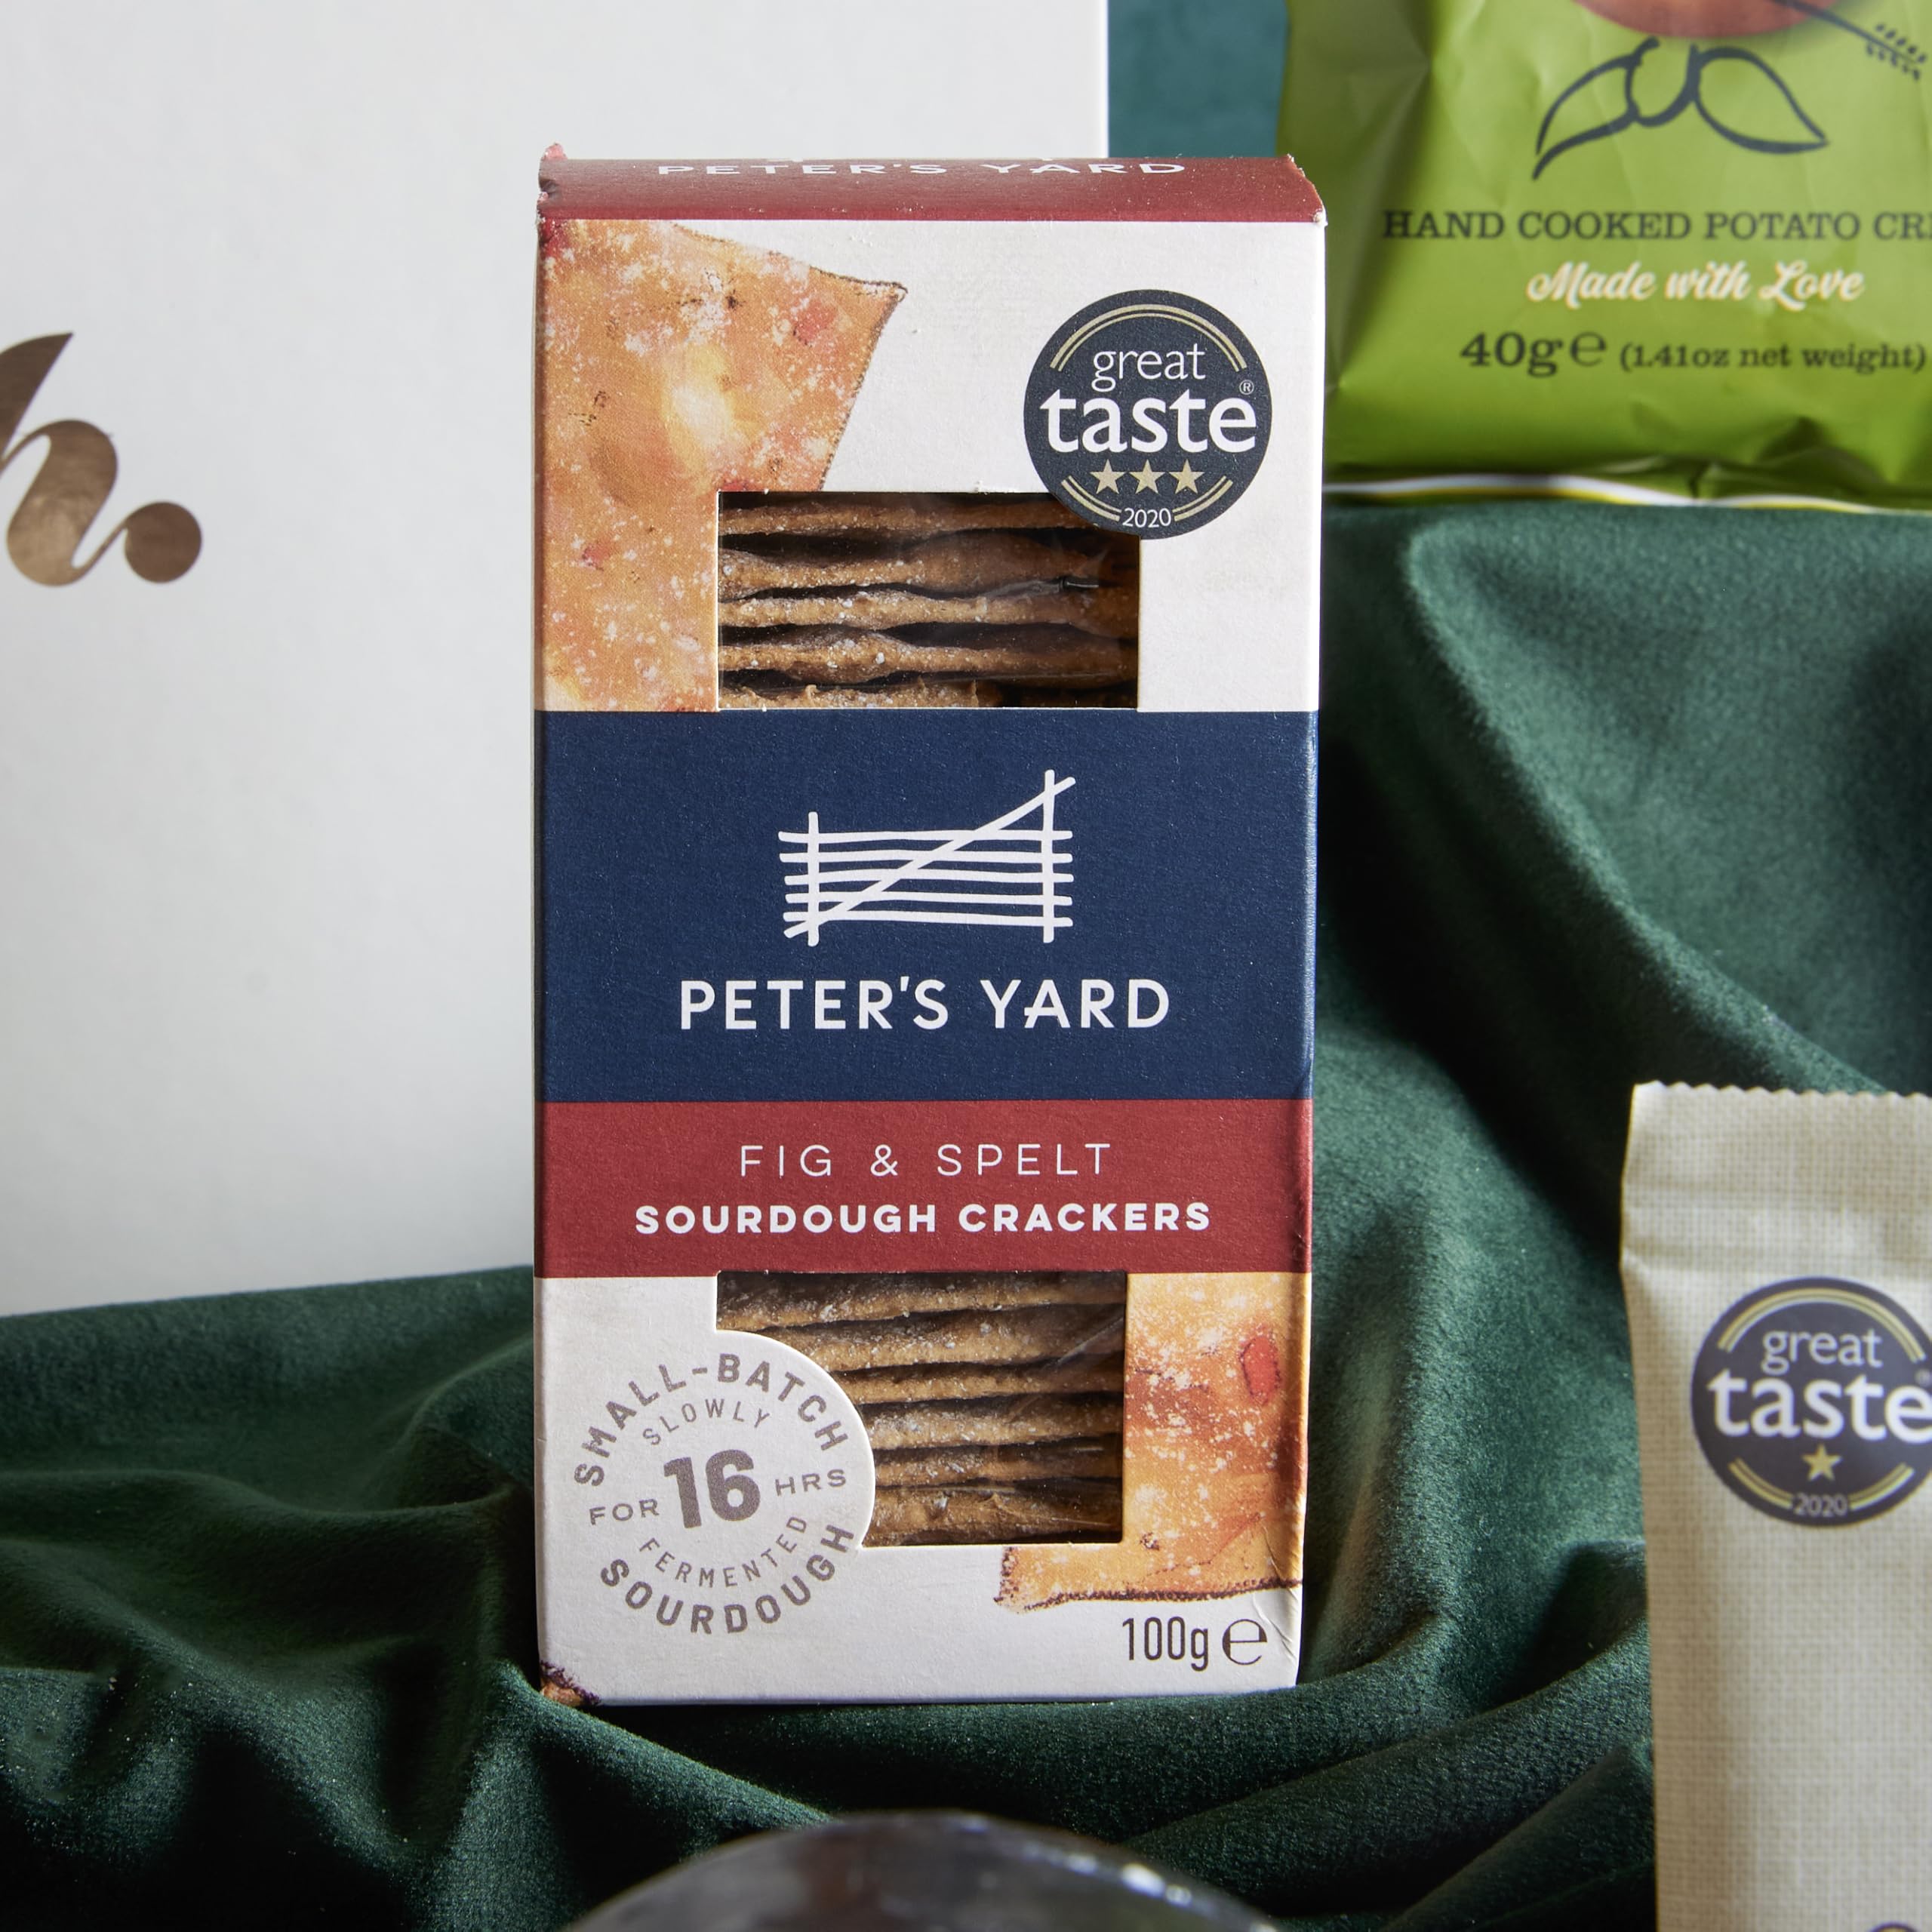 h.
PETER'S YARD
great
taste
2020
PETER'S YARD
FIG & SPELT
SOURDOUGH CRACKERS
SMALL-BATCH
SLOWLY
FOR 16 HRS
FERMENTED
SOURDOUGH
100g ℮
HAND COOKED POTATO
Made with Love
40g ℮ (1.41oz net weight)
great
taste
2020